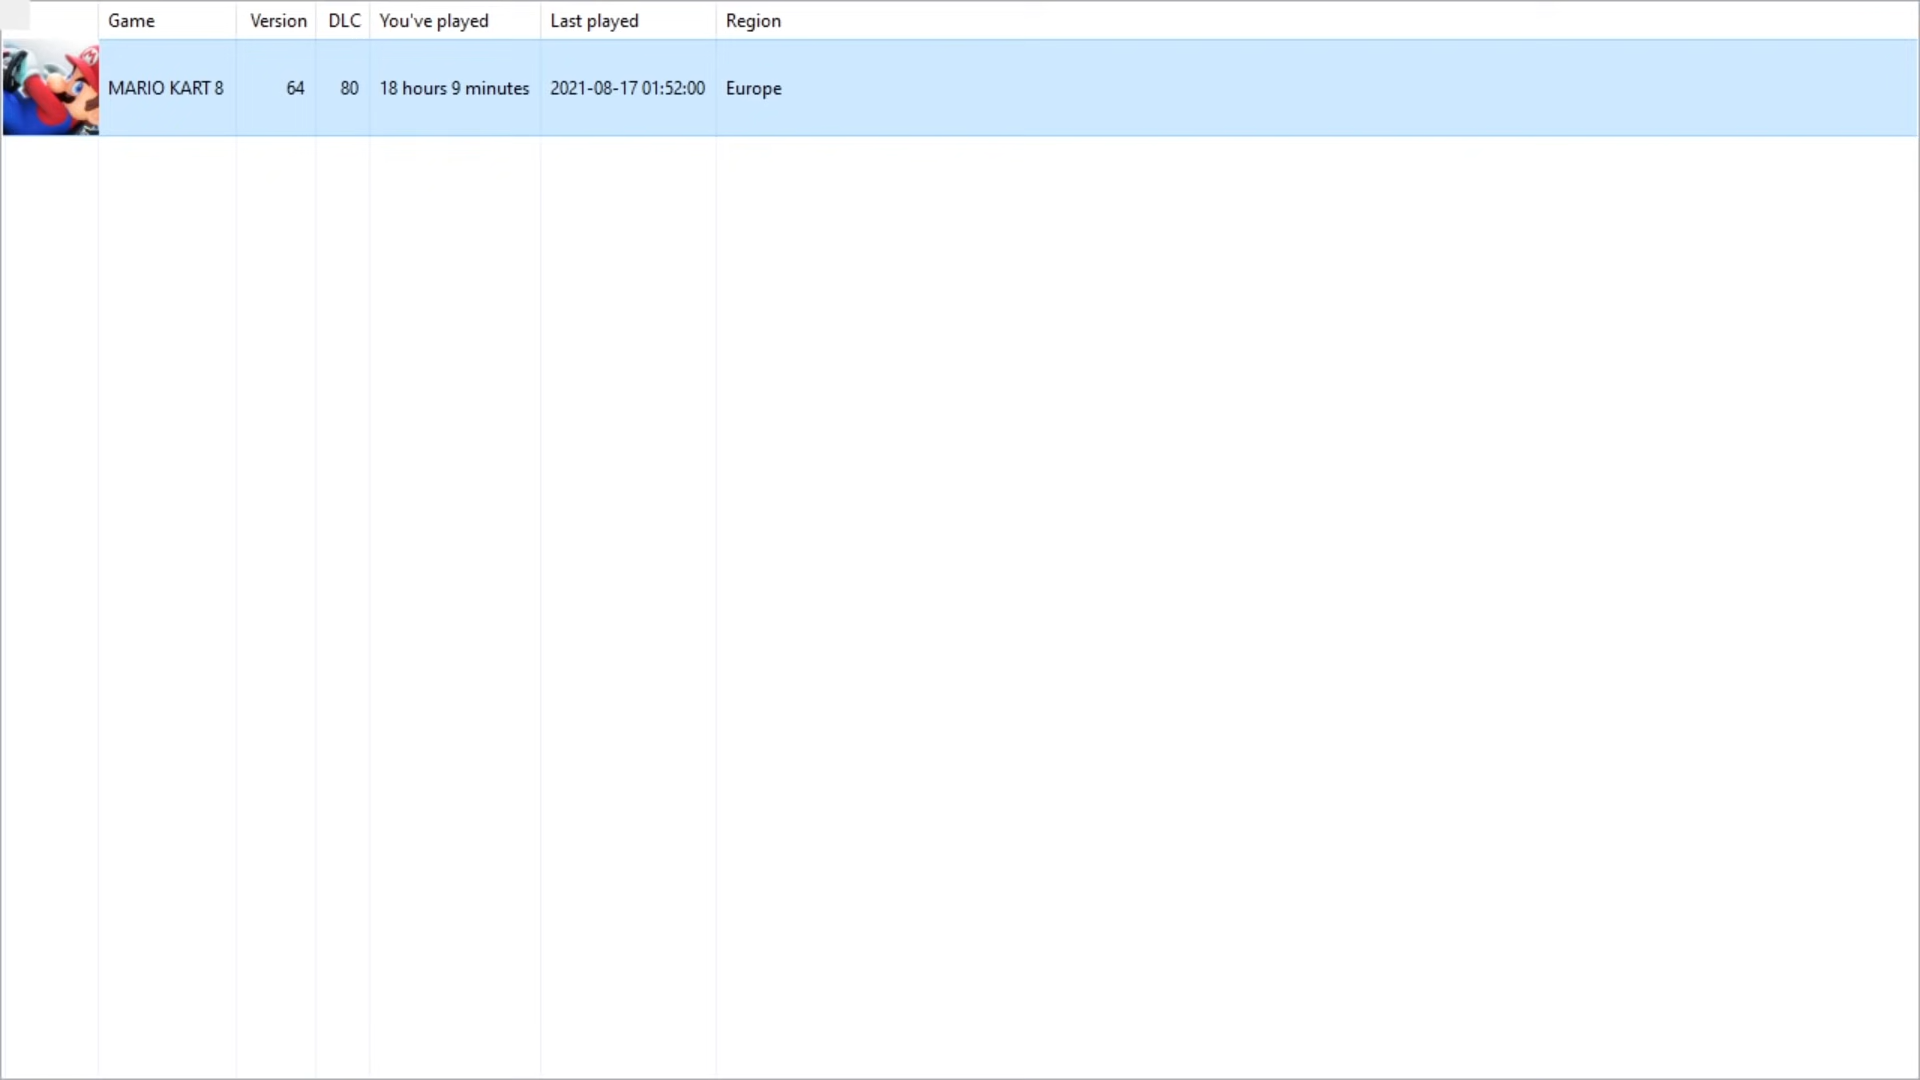 Game Version DLC You've played Last played Region
MARIO KART 8 64 80 18 hours 9 minutes 2021-08-17 01:52:00 Europe